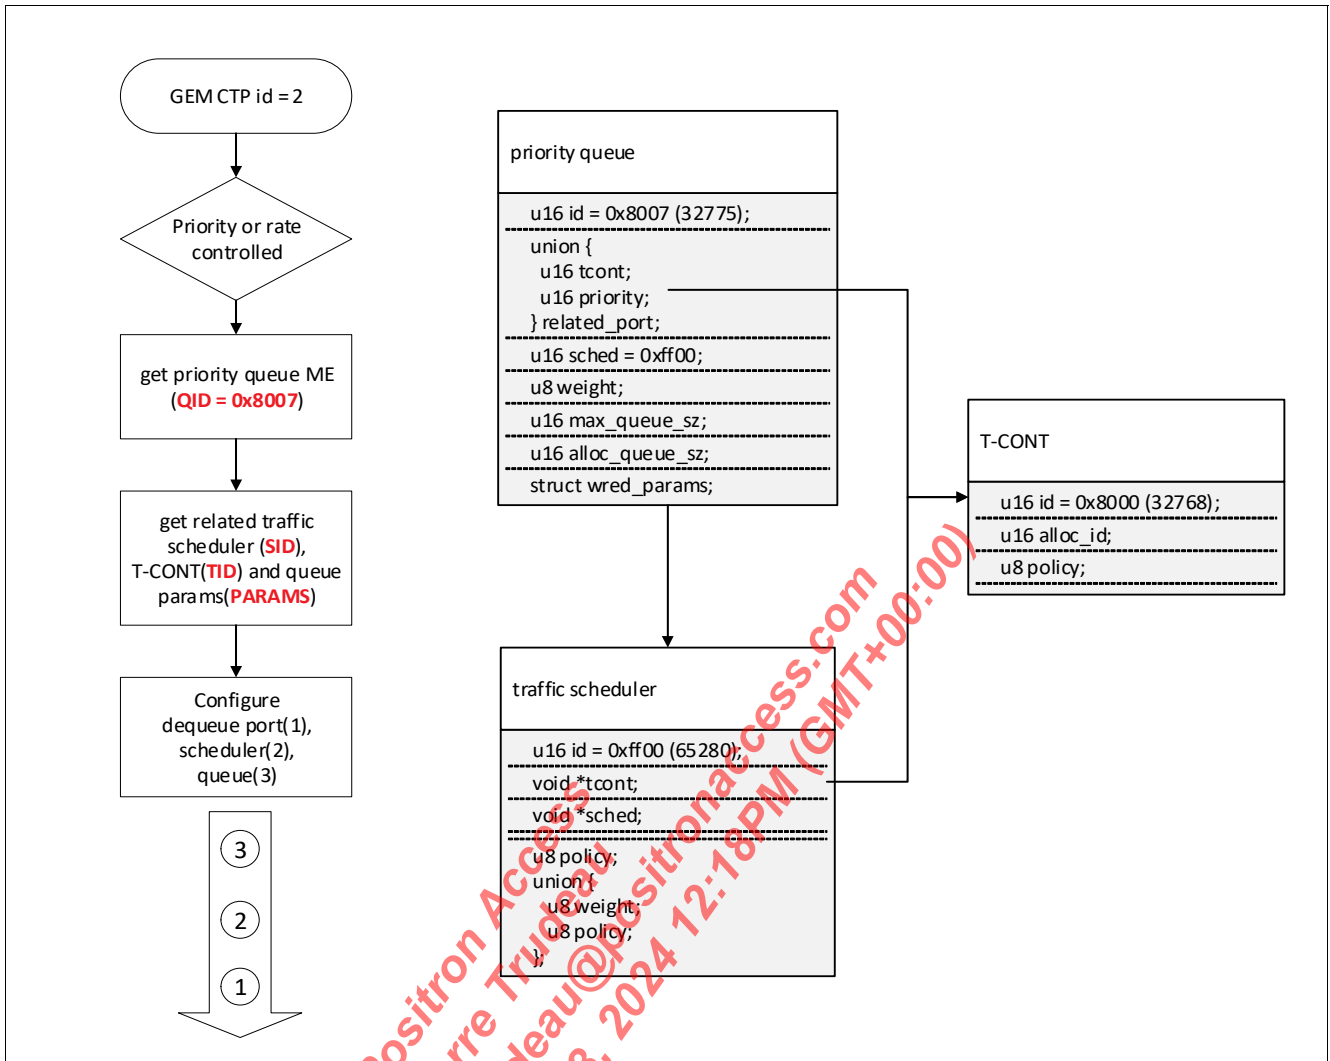 GEM CTP id = 2
Priority or rate
controlled
get priority queue ME
(QID = 0x8007)
get related traffic
scheduler (SID),
T-CONT(TID) and queue
params(PARAMS)
Configure
dequeue port(1),
scheduler(2),
queue(3)
3
2
1
priority queue
u16 id = 0x8007 (32775);
union {
u16 tcont;
u16 priority;
} related_port;
u16 sched = 0xff00;
u8 weight;
u16 max_queue_sz;
u16 alloc_queue_sz;
struct wred_params;
traffic scheduler
u16 id = 0xff00 (65280);
void *tcont;
void *sched;
u8 policy;
union {
u8 weight;
u8 policy;
};
T-CONT
u16 id = 0x8000 (32768);
u16 alloc_id;
u8 policy;
Positron Access
rre Trudeau
deau@positronaccess.com
, 2024 12:18PM (GMT+00:00)